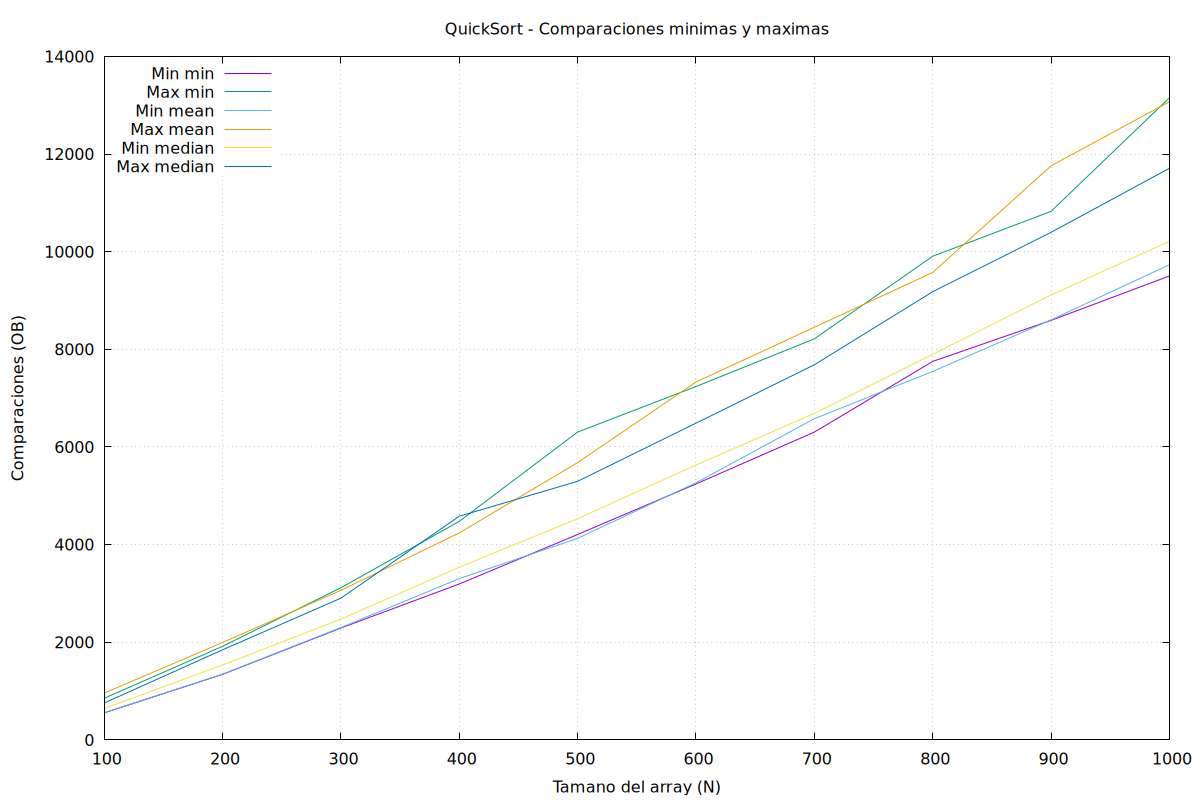 QuickSort - Comparaciones minimas y maximas
14000
12000
10000
8000
6000
4000
2000
0
Min min
Max min
Min mean
Max mean
Min median
Max median
Comparaciones (OB)
100 200 300 400 500 600 700 800 900 1000
Tamano del array (N)